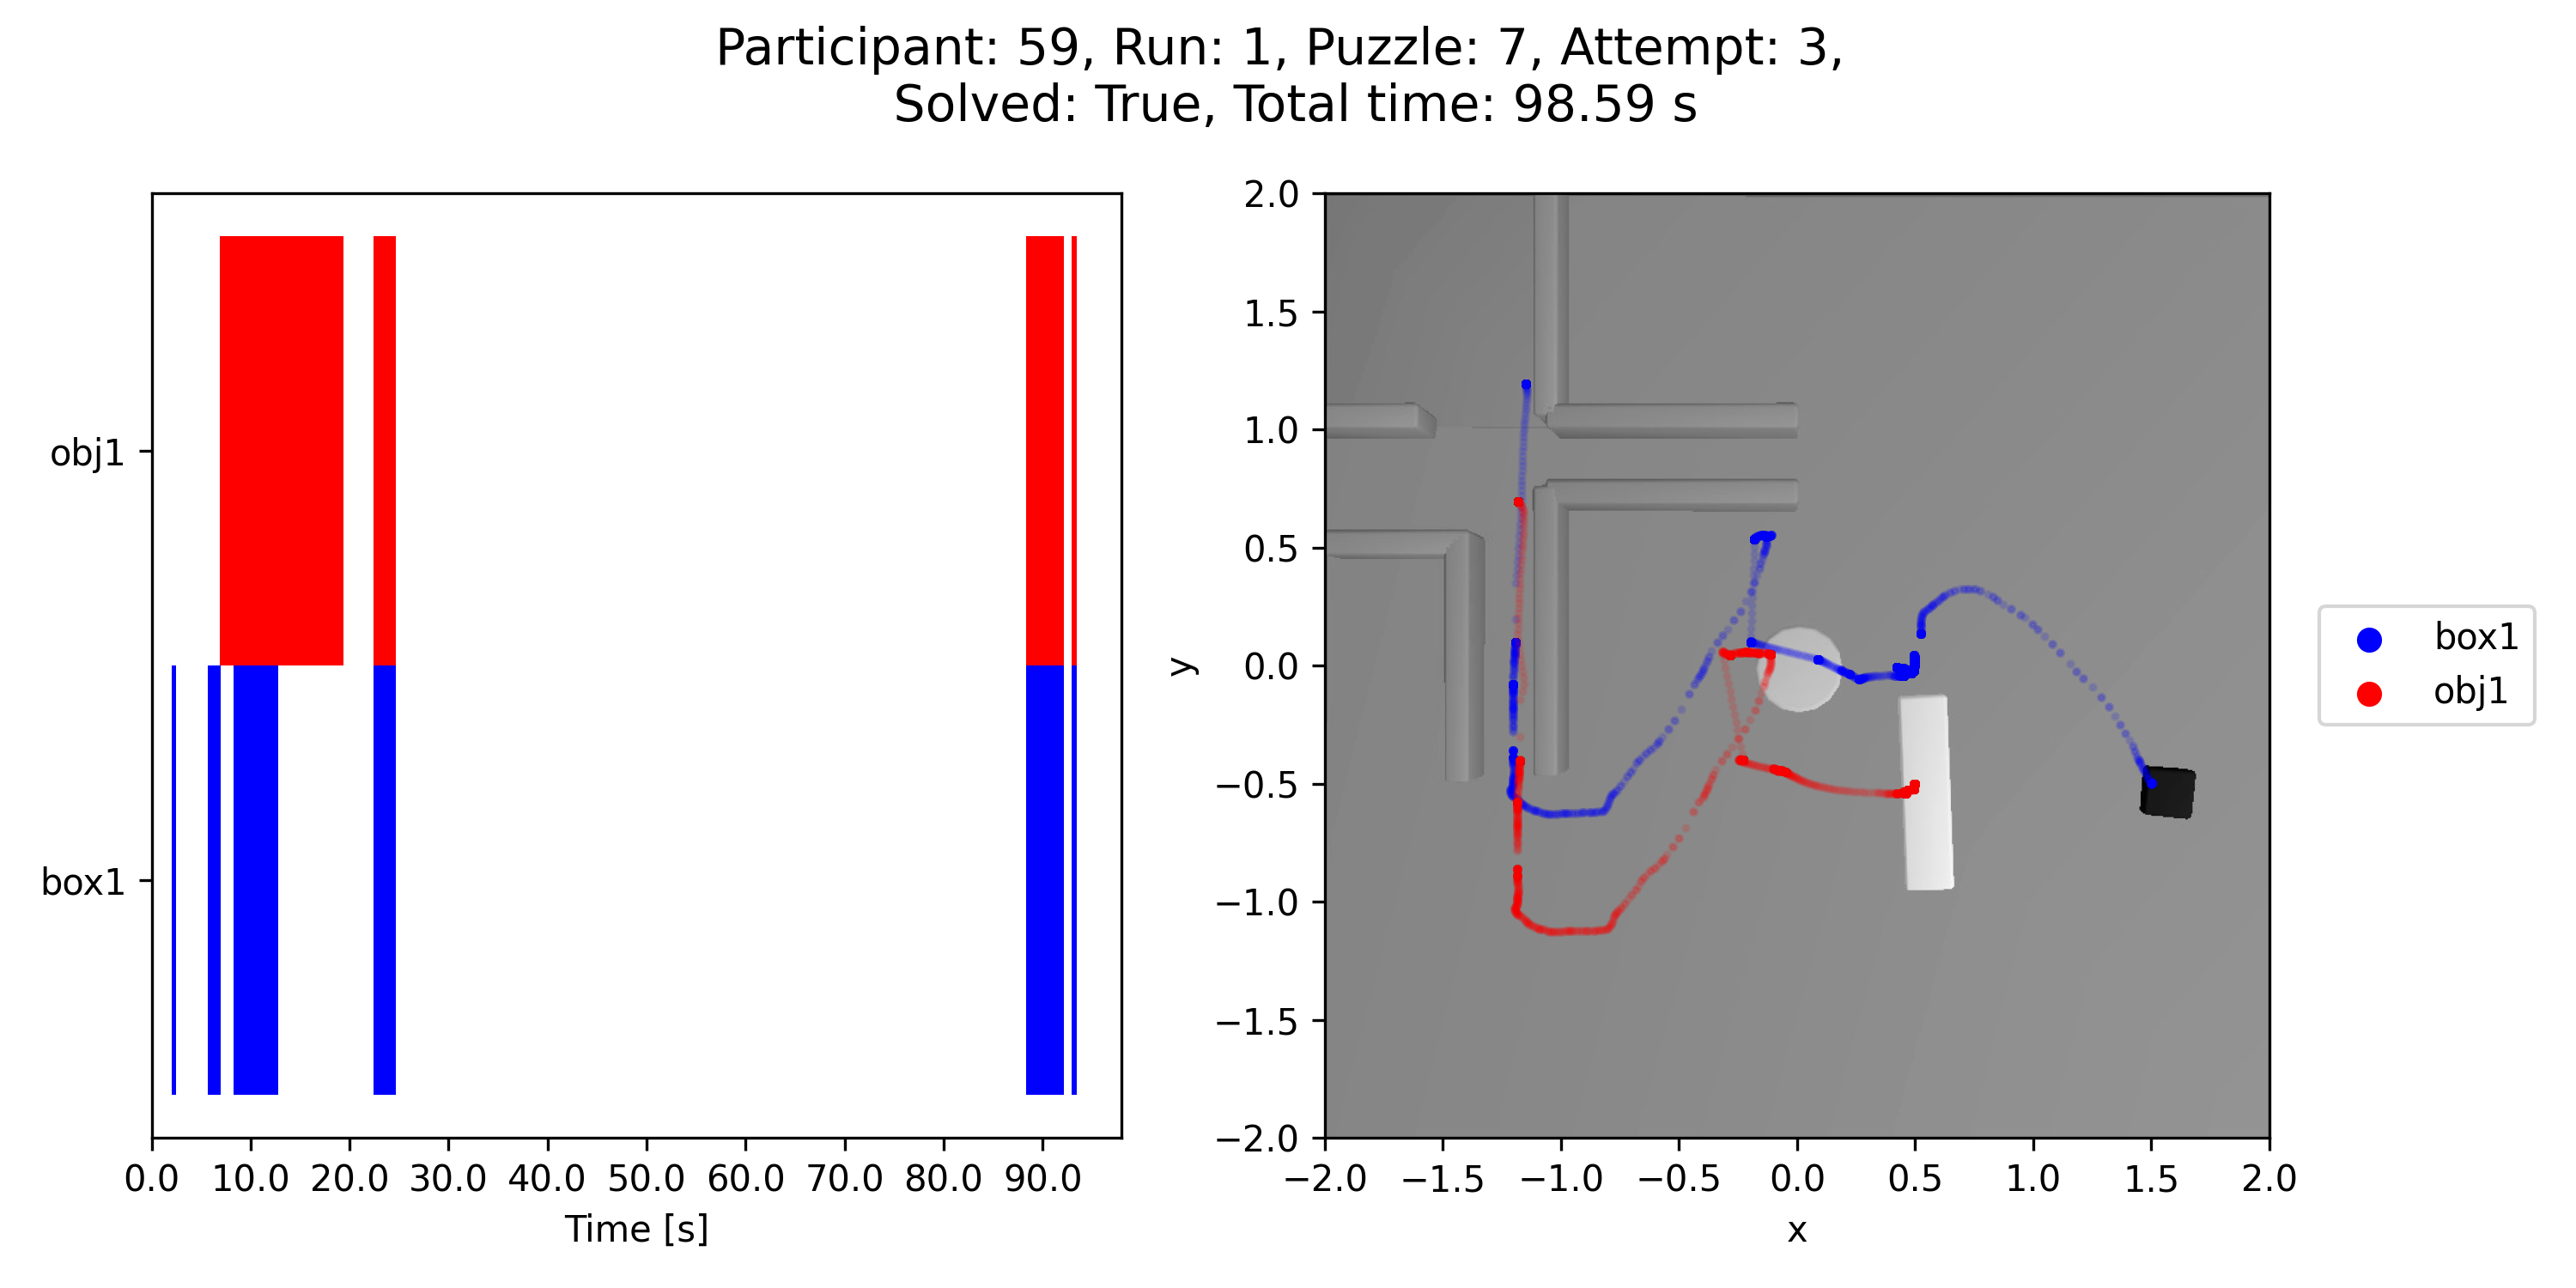 Participant: 59, Run: 1, Puzzle: 7, Attempt: 3,
Solved: True, Total time: 98.59 s
obj1
box1
0.0 10.0 20.0 30.0 40.0 50.0 60.0 70.0 80.0 90.0
Time [s]
2.0
1.5
1.0
0.5
0.0
−0.5
−1.0
−1.5
−2.0
y
−2.0 −1.5 −1.0 −0.5 0.0 0.5 1.0 1.5 2.0
x
box1
obj1